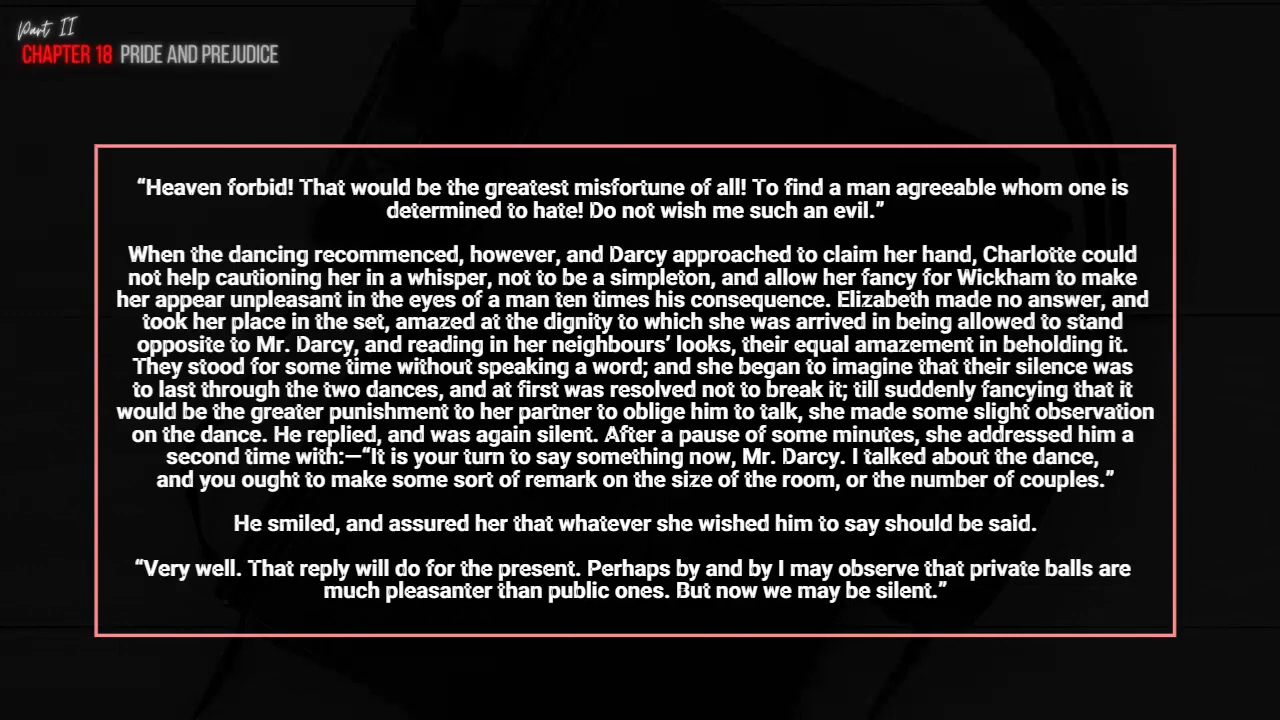 Part II
CHAPTER 18 PRIDE AND PREJUDICE
“Heaven forbid! That would be the greatest misfortune of all! To find a man agreeable whom one is
determined to hate! Do not wish me such an evil.”
When the dancing recommenced, however, and Darcy approached to claim her hand, Charlotte could
not help cautioning her in a whisper, not to be a simpleton, and allow her fancy for Wickham to make
her appear unpleasant in the eyes of a man ten times his consequence. Elizabeth made no answer, and
took her place in the set, amazed at the dignity to which she was arrived in being allowed to stand
opposite to Mr. Darcy, and reading in her neighbours’ looks, their equal amazement in beholding it.
They stood for some time without speaking a word; and she began to imagine that their silence was
to last through the two dances, and at first was resolved not to break it; till suddenly fancying that it
would be the greater punishment to her partner to oblige him to talk, she made some slight observation
on the dance. He replied, and was again silent. After a pause of some minutes, she addressed him a
second time with:—“It is your turn to say something now, Mr. Darcy. I talked about the dance,
and you ought to make some sort of remark on the size of the room, or the number of couples.”
He smiled, and assured her that whatever she wished him to say should be said.
“Very well. That reply will do for the present. Perhaps by and by I may observe that private balls are
much pleasanter than public ones. But now we may be silent.”